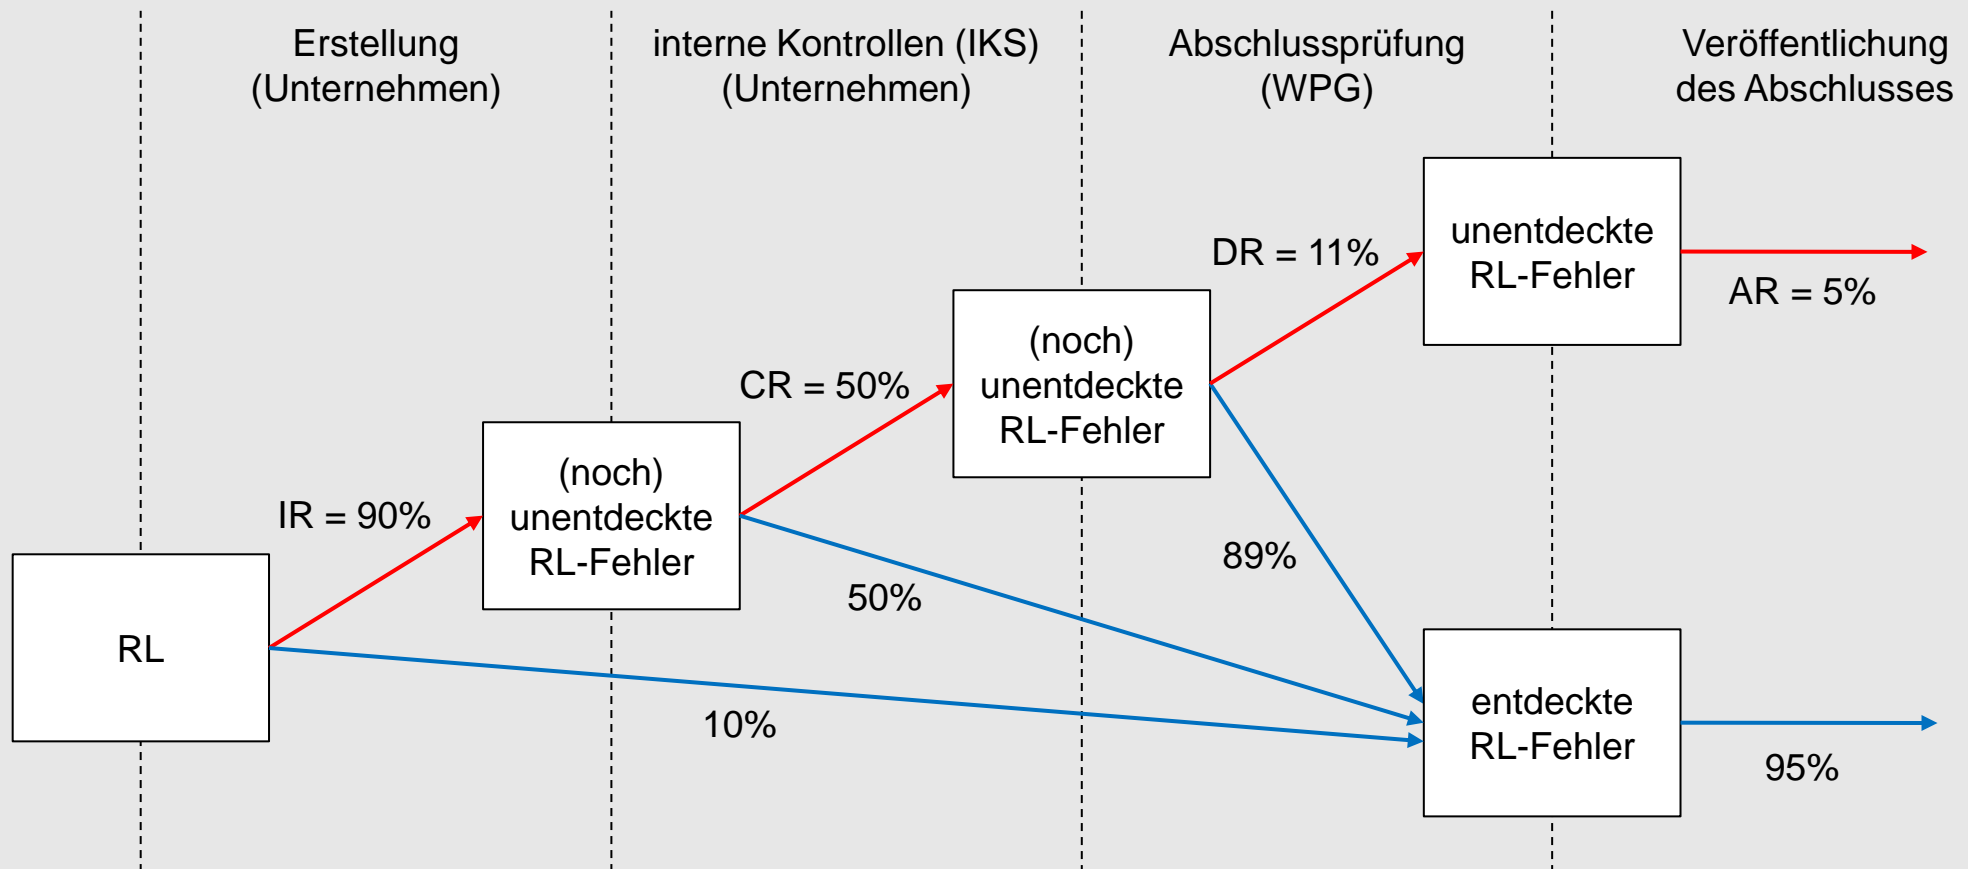 Erstellung
(Unternehmen)
interne Kontrollen (IKS)
(Unternehmen)
Abschlussprüfung
(WPG)
Veröffentlichung
des Abschlusses
RL
IR = 90%
10%
(noch)
unentdeckte
RL-Fehler
CR = 50%
50%
(noch)
unentdeckte
RL-Fehler
DR = 11%
89%
unentdeckte
RL-Fehler
AR = 5%
entdeckte
RL-Fehler
95%